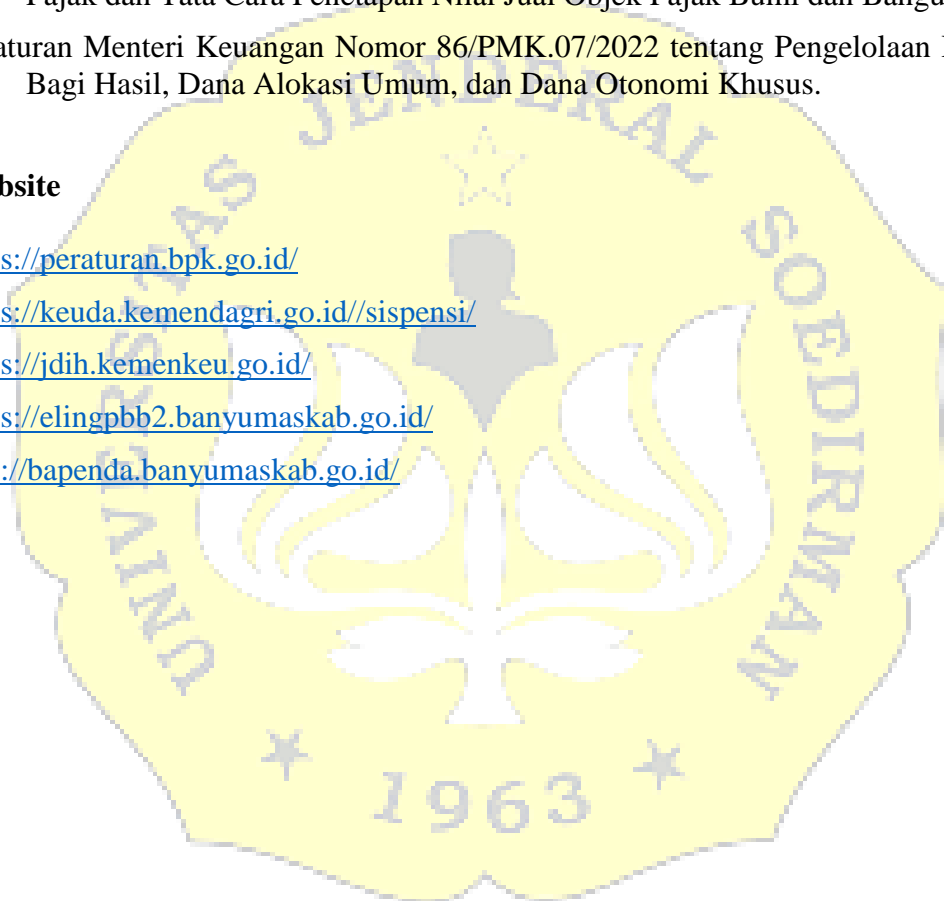 Pajak dan Tata Cara Penetapan Nilai Jual Objek Pajak Bumi dan Bangu
aturan Menteri Keuangan Nomor 86/PMK.07/2022 tentang Pengelolaan
Bagi Hasil, Dana Alokasi Umum, dan Dana Otonomi Khusus.
bsite
s://peraturan.bpk.go.id/
s://keuda.kemendagri.go.id//sispensi/
s://jdih.kemenkeu.go.id/
s://elingpbb2.banyumaskab.go.id/
://bapenda.banyumaskab.go.id/
UNIVERSITAS JENDERAL SOEDIRMAN
1963